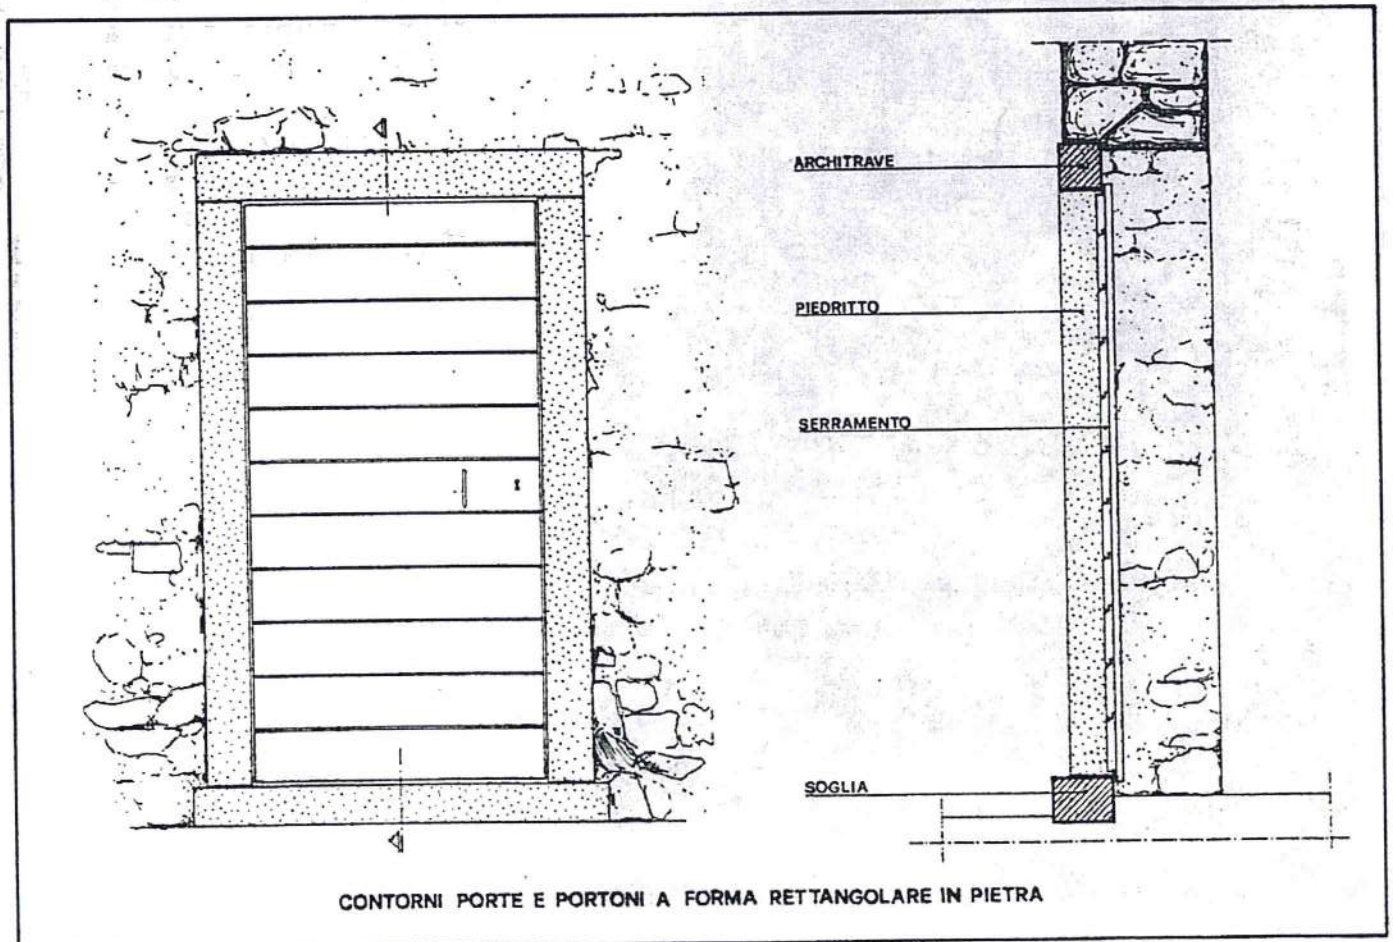 ARCHITRAVE
PIEDRITTO
SERRAMENTO
SOGLIA
CONTORNI PORTE E PORTONI A FORMA RETTANGOLARE IN PIETRA